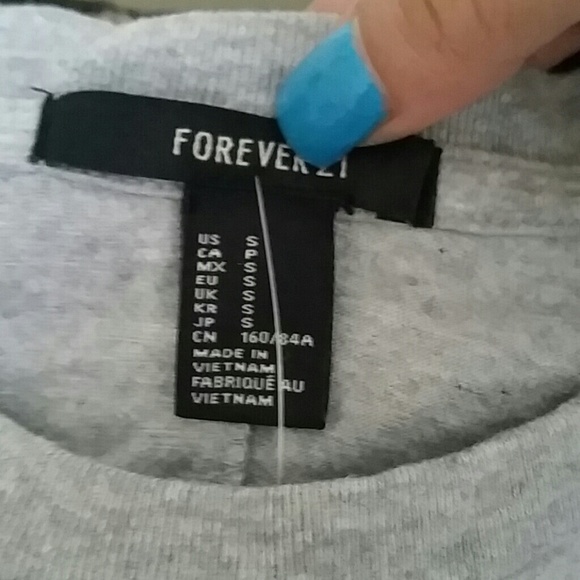 FOREVER 21
US S
CA P
MX S
EU S
UK S
KR S
JP S
CN 160/84A
MADE IN
VIETNAM
FABRIQUÉ AU
VIETNAM